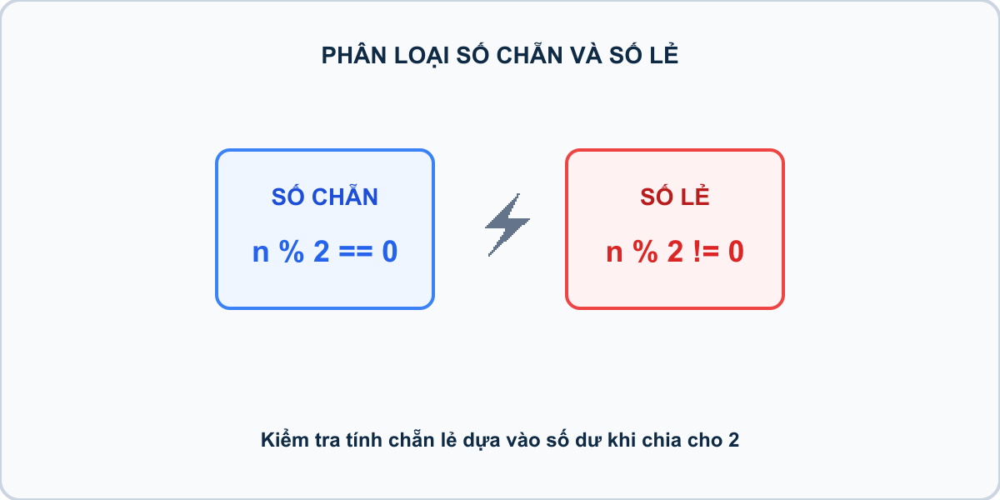 PHÂN LOẠI SỐ CHẴN VÀ SỐ LẺ
SỐ CHẴN
n % 2 == 0
SỐ LẺ
n % 2 != 0
Kiểm tra tính chẵn lẻ dựa vào số dư khi chia cho 2